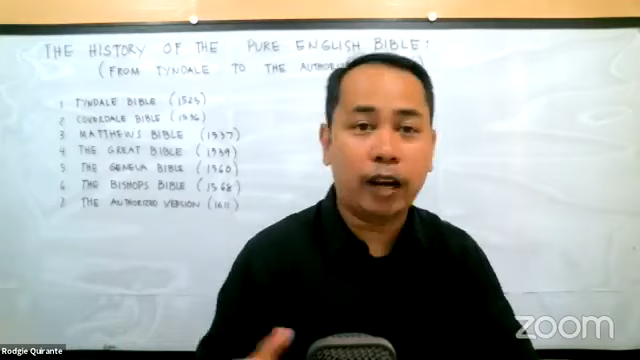 THE HISTORY OF THE PURE ENGLISH BIBLE:
(FROM TYNDALE TO THE AUTHORIZ
1 TYNDALE BIBLE (1525)
2 COVERDALE BIBLE (1536)
3 MATTHEWS BIBLE (1537)
4 THE GREAT BIBLE (1539)
5 THE GENEVA BIBLE (1560)
6 THE BISHOPS BIBLE (1568)
7 THE AUTHORIZED VERSION (1611)
zoom
Rodgie Quirante